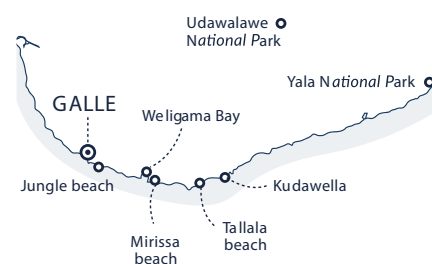 Udawalawe
National Park
Yala National Park
GALLE
Weligama Bay
Jungle beach
Kudawella
Mirissa
beach
Tallala
beach